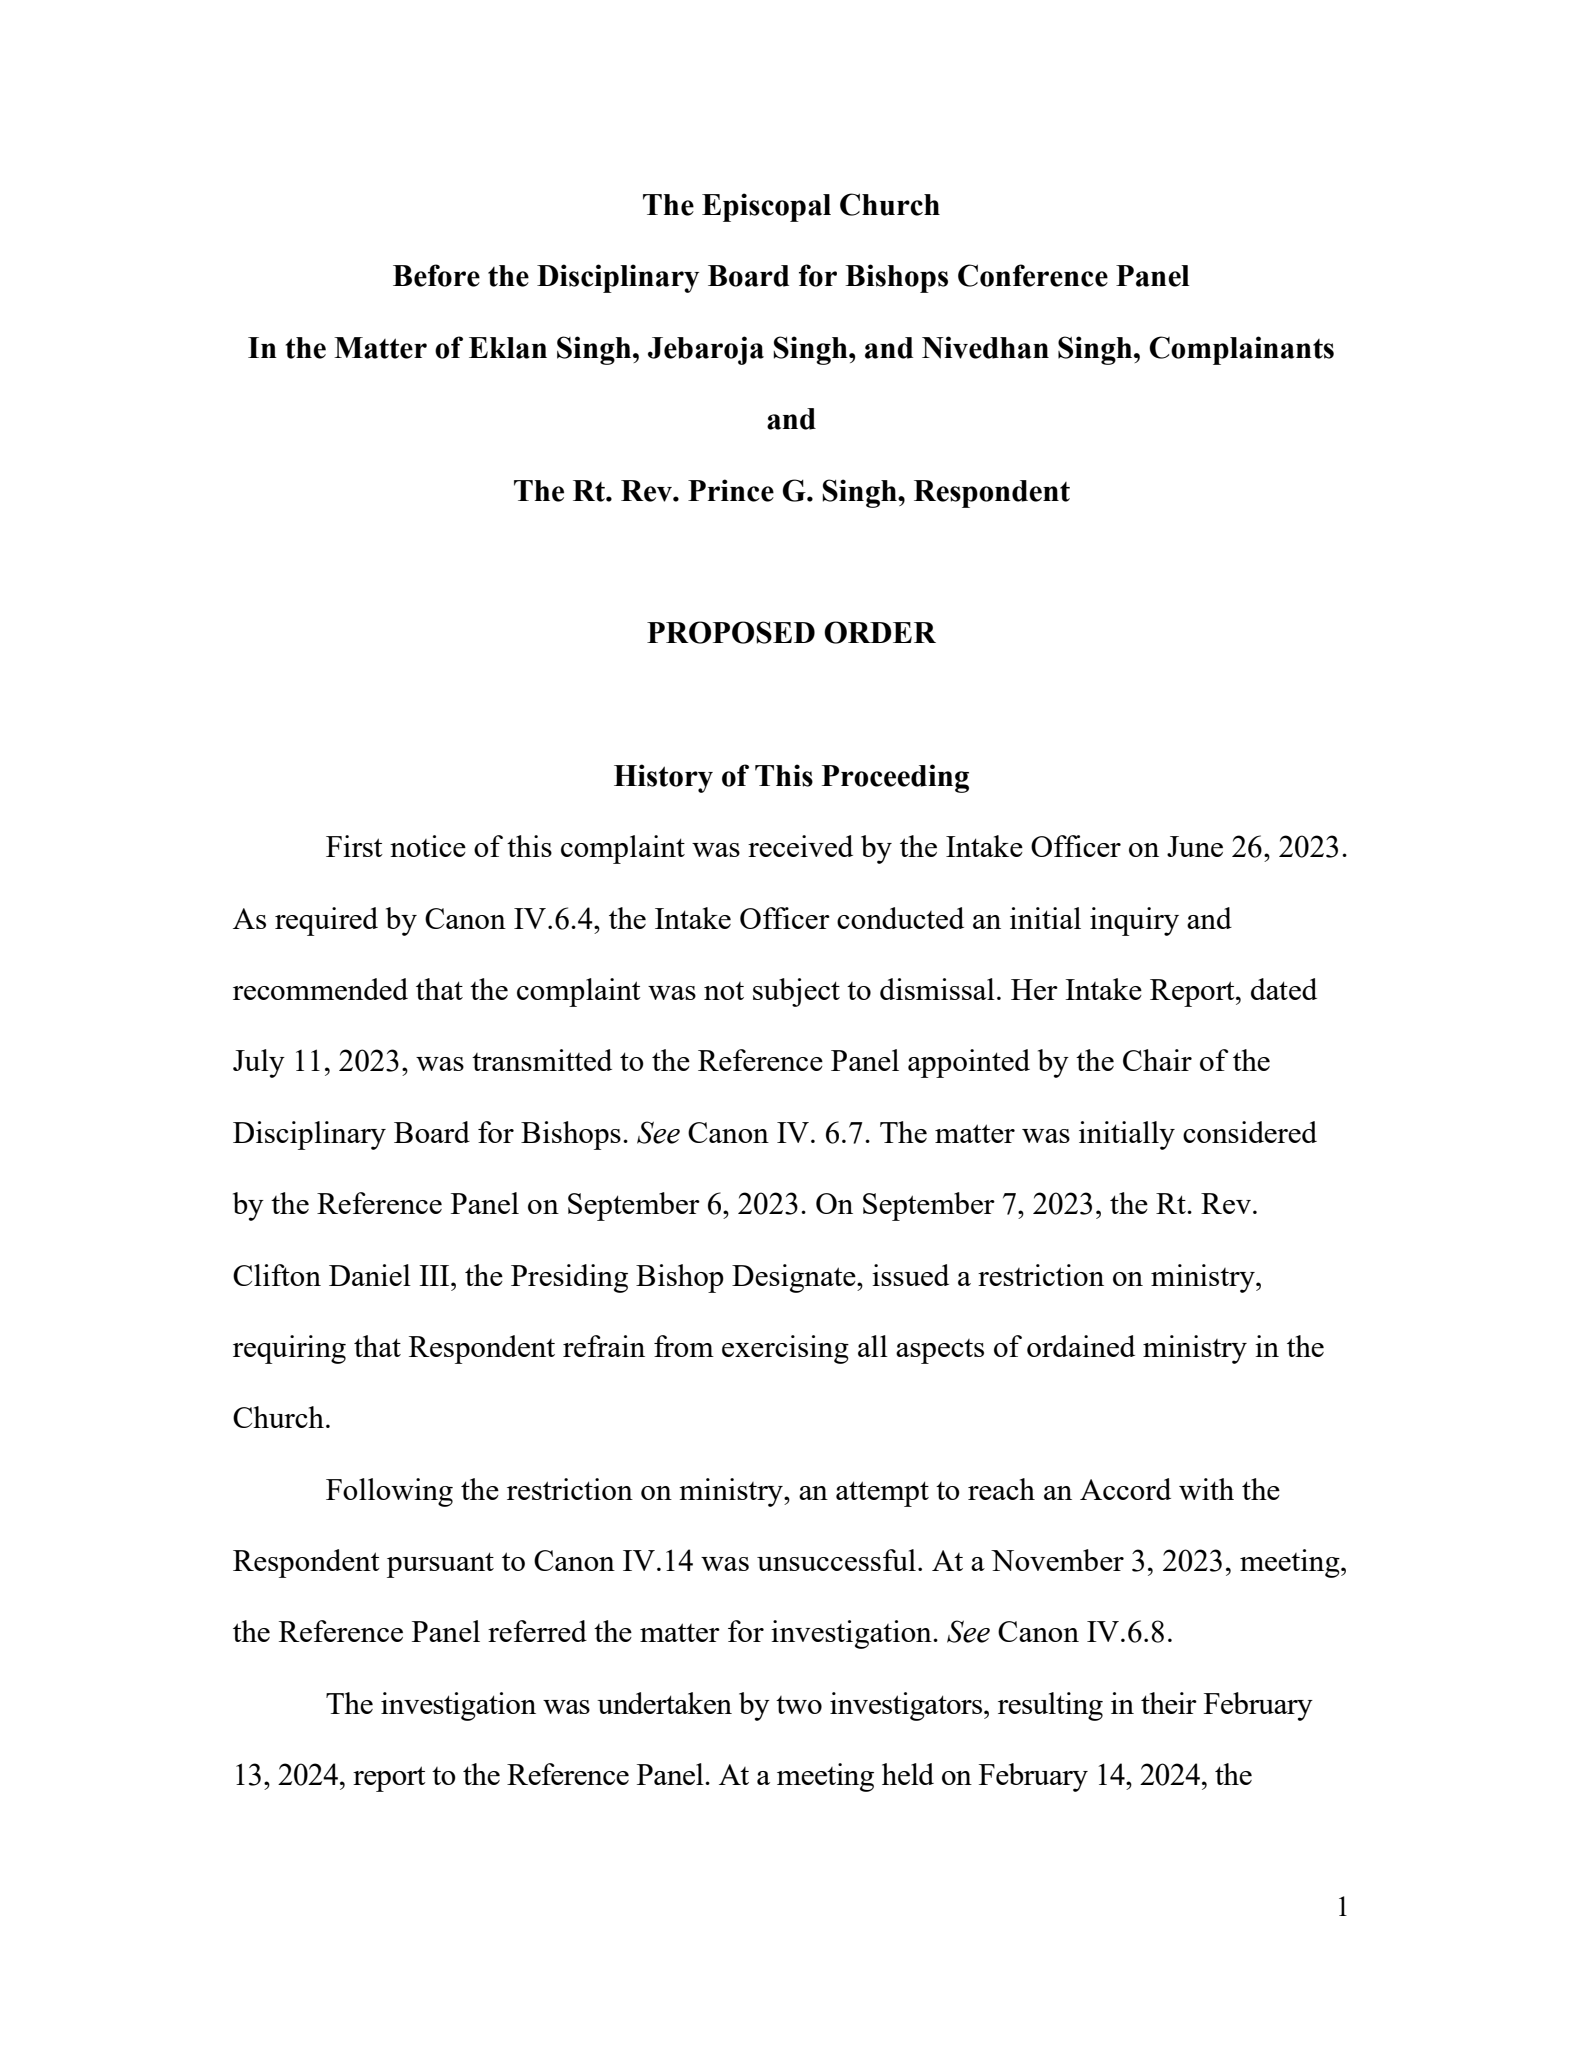 The Episcopal Church
Before the Disciplinary Board for Bishops Conference Panel
In the Matter of Eklan Singh, Jebaroja Singh, and Nivedhan Singh, Complainants
and
The Rt. Rev. Prince G. Singh, Respondent
PROPOSED ORDER
History of This Proceeding
First notice of this complaint was received by the Intake Officer on June 26, 2023.
As required by Canon IV.6.4, the Intake Officer conducted an initial inquiry and
recommended that the complaint was not subject to dismissal. Her Intake Report, dated
July 11, 2023, was transmitted to the Reference Panel appointed by the Chair of the
Disciplinary Board for Bishops. See Canon IV. 6.7. The matter was initially considered
by the Reference Panel on September 6, 2023. On September 7, 2023, the Rt. Rev.
Clifton Daniel III, the Presiding Bishop Designate, issued a restriction on ministry,
requiring that Respondent refrain from exercising all aspects of ordained ministry in the
Church.
Following the restriction on ministry, an attempt to reach an Accord with the
Respondent pursuant to Canon IV.14 was unsuccessful. At a November 3, 2023, meeting,
the Reference Panel referred the matter for investigation. See Canon IV.6.8.
The investigation was undertaken by two investigators, resulting in their February
13, 2024, report to the Reference Panel. At a meeting held on February 14, 2024, the
1